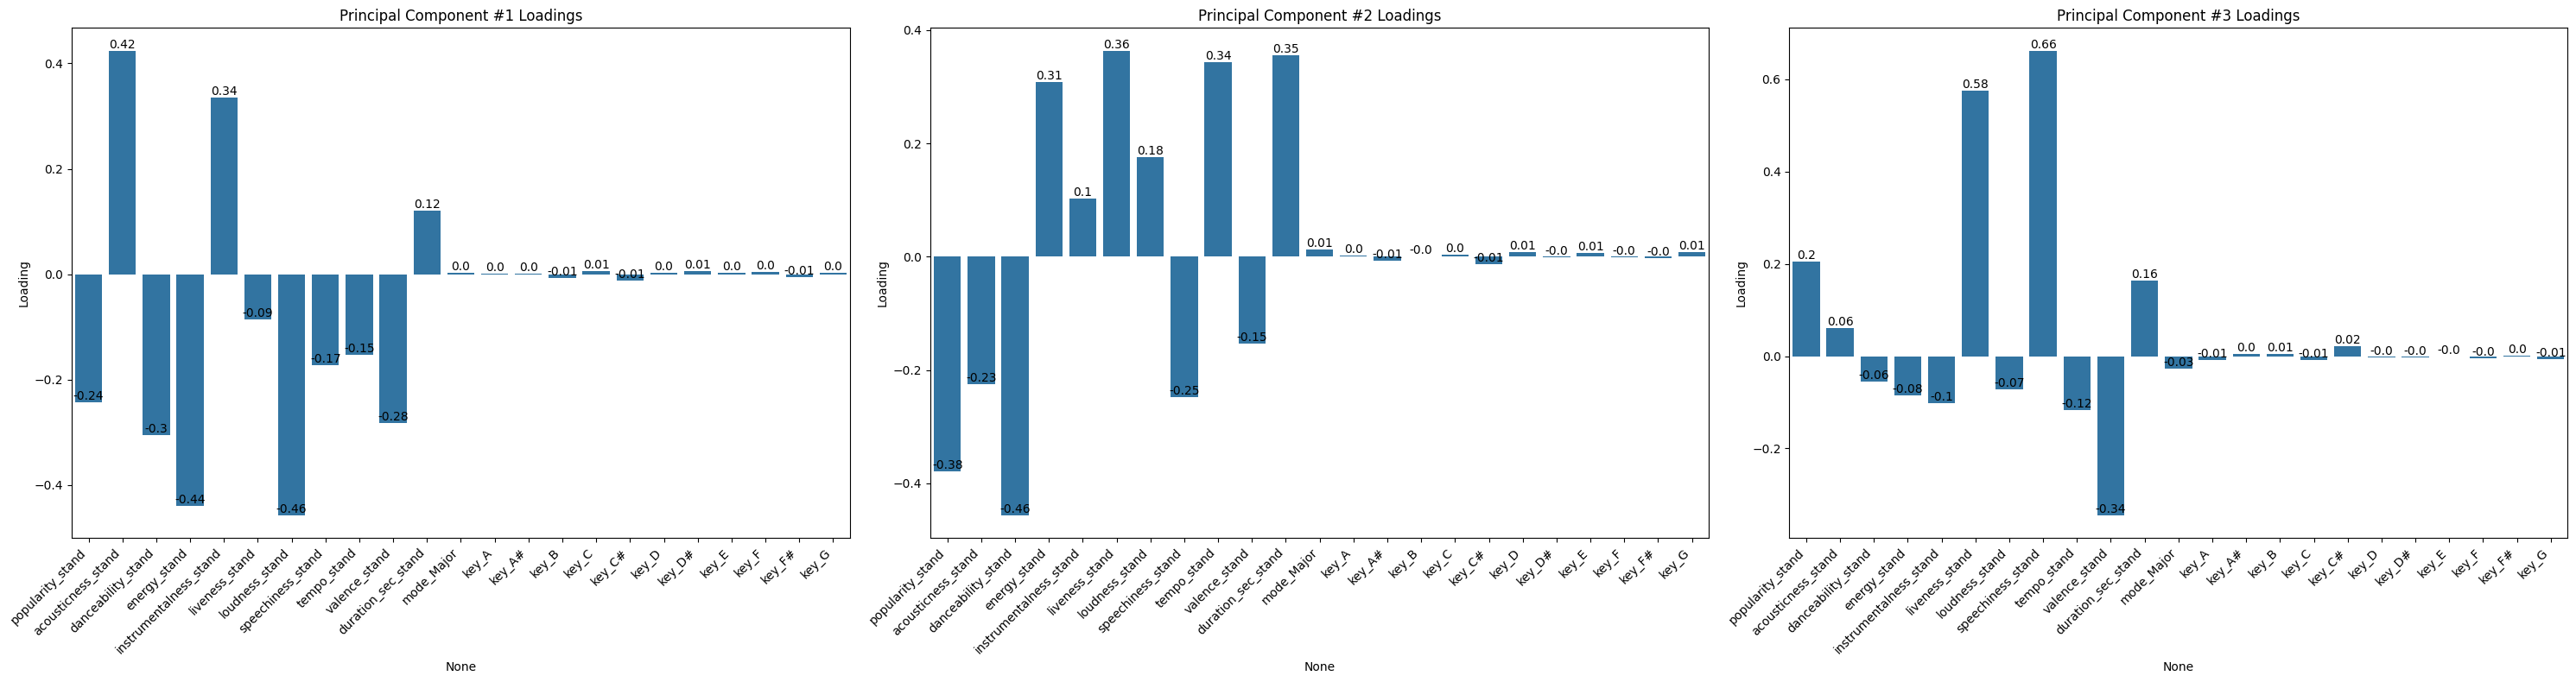 Principal Component #1 Loadings
Loading
0.4
0.2
0.0
−0.2
−0.4
-0.24
0.42
-0.3
-0.44
0.34
-0.09
-0.46
-0.17
-0.15
-0.28
0.12
0.0
0.0
0.0
-0.01
0.01
-0.01
0.0
0.01
0.0
0.0
-0.01
0.0
popularity_stand
acousticness_stand
danceability_stand
energy_stand
instrumentalness_stand
liveness_stand
loudness_stand
speechiness_stand
tempo_stand
valence_stand
duration_sec_stand
mode_Major
key_A
key_A#
key_B
key_C
key_C#
key_D
key_D#
key_E
key_F
key_F#
key_G
None
Principal Component #2 Loadings
Loading
0.4
0.2
0.0
−0.2
−0.4
-0.38
-0.23
-0.46
0.31
0.1
0.36
0.18
-0.25
0.34
-0.15
0.35
0.01
0.0
-0.01
-0.0
0.0
-0.01
0.01
-0.0
0.01
-0.0
-0.0
0.01
popularity_stand
acousticness_stand
danceability_stand
energy_stand
instrumentalness_stand
liveness_stand
loudness_stand
speechiness_stand
tempo_stand
valence_stand
duration_sec_stand
mode_Major
key_A
key_A#
key_B
key_C
key_C#
key_D
key_D#
key_E
key_F
key_F#
key_G
None
Principal Component #3 Loadings
Loading
0.6
0.4
0.2
0.0
−0.2
0.2
0.06
-0.06
-0.08
-0.1
0.58
-0.07
0.66
-0.12
-0.34
0.16
-0.03
-0.01
0.0
0.01
-0.01
0.02
-0.0
-0.0
-0.0
-0.0
0.0
-0.01
popularity_stand
acousticness_stand
danceability_stand
energy_stand
instrumentalness_stand
liveness_stand
loudness_stand
speechiness_stand
tempo_stand
valence_stand
duration_sec_stand
mode_Major
key_A
key_A#
key_B
key_C
key_C#
key_D
key_D#
key_E
key_F
key_F#
key_G
None